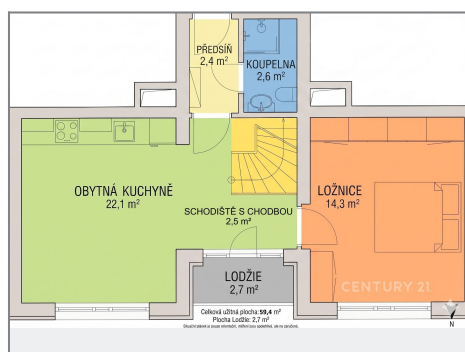 PŘEDSÍŇ
2,4 m²
KOUPELNA
2,6 m²
OBYTNÁ KUCHYNĚ
22,1 m²
SCHODIŠTĚ S CHODBOU
2,5 m²
LOŽNICE
14,3 m²
LODŽIE
2,7 m²
CENTURY 21
Celková užitná plocha:59,4 m²
Plocha Lodžie: 2,7 m²